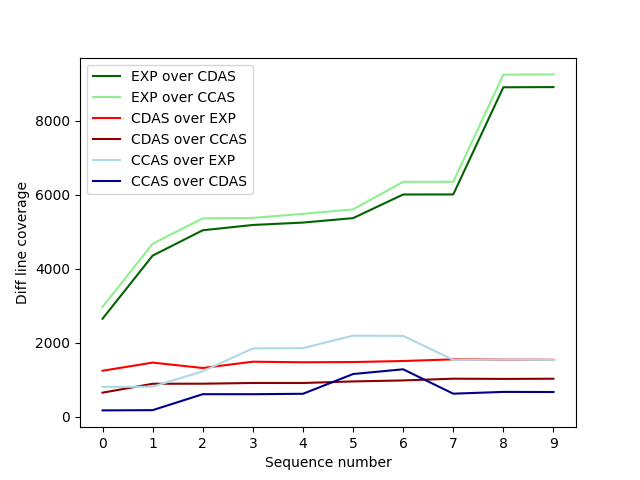 EXP over CDAS
EXP over CCAS
CDAS over EXP
CDAS over CCAS
CCAS over EXP
CCAS over CDAS
8000
6000
4000
2000
0
Diff line coverage
0 1 2 3 4 5 6 7 8 9
Sequence number